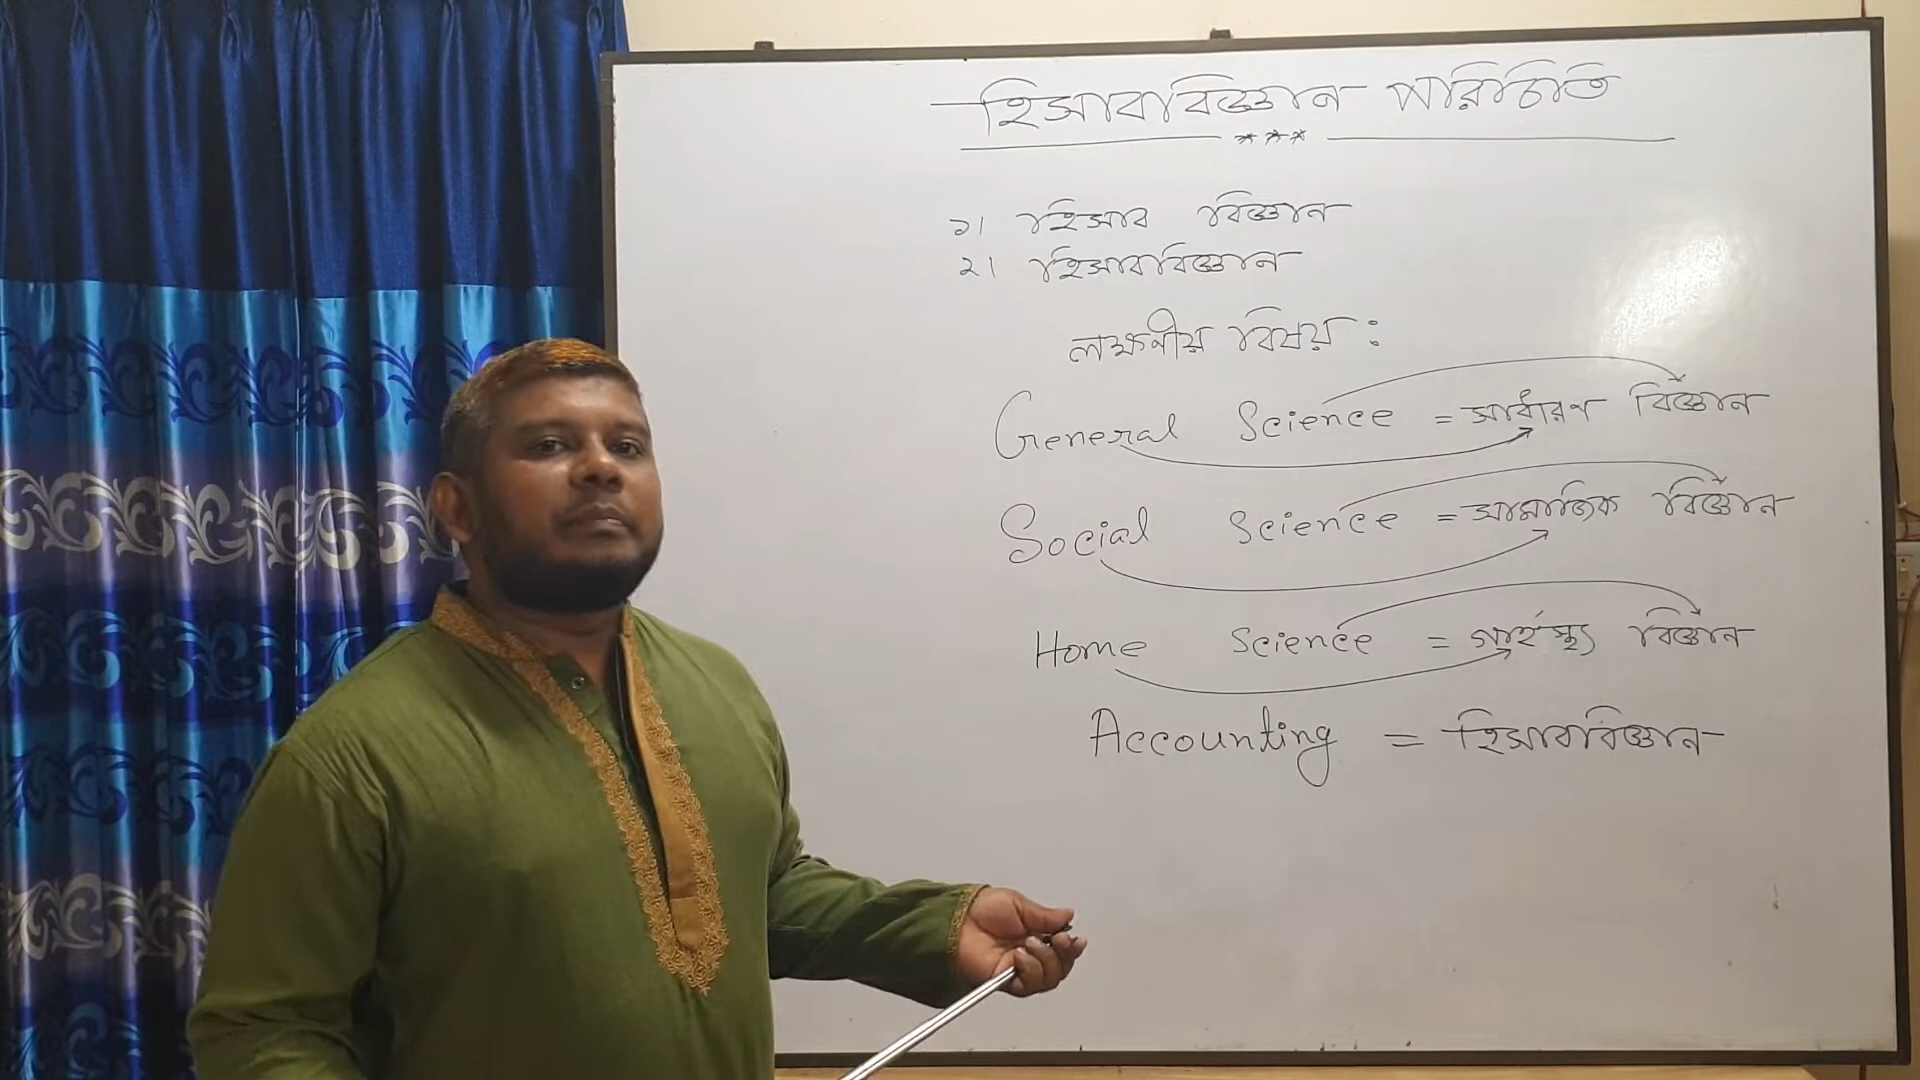 হিসাববিজ্ঞান পরিচিতি
***
১। হিসাব বিজ্ঞান
২। হিসাববিজ্ঞান
লক্ষণীয় বিষয় :
General Science = সাধারণ বিজ্ঞান
Social Science = সামাজিক বিজ্ঞান
Home Science = গার্হস্থ্য বিজ্ঞান
Accounting = হিসাববিজ্ঞান